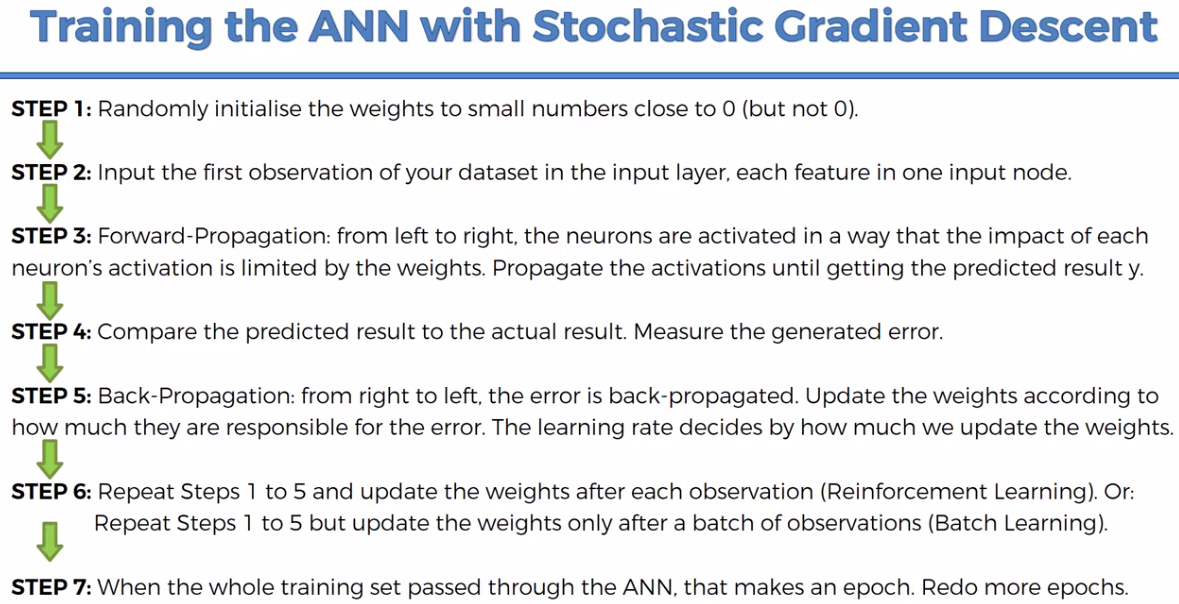 Training the ANN with Stochastic Gradient Descent
STEP 1: Randomly initialise the weights to small numbers close to 0 (but not 0).
STEP 2: Input the first observation of your dataset in the input layer, each feature in one input node.
STEP 3: Forward-Propagation: from left to right, the neurons are activated in a way that the impact of each
neuron's activation is limited by the weights. Propagate the activations until getting the predicted result y.
STEP 4: Compare the predicted result to the actual result. Measure the generated error.
STEP 5: Back-Propagation: from right to left, the error is back-propagated. Update the weights according to
how much they are responsible for the error. The learning rate decides by how much we update the weights.
STEP 6: Repeat Steps 1 to 5 and update the weights after each observation (Reinforcement Learning). Or:
Repeat Steps 1 to 5 but update the weights only after a batch of observations (Batch Learning).
STEP 7: When the whole training set passed through the ANN, that makes an epoch. Redo more epochs.